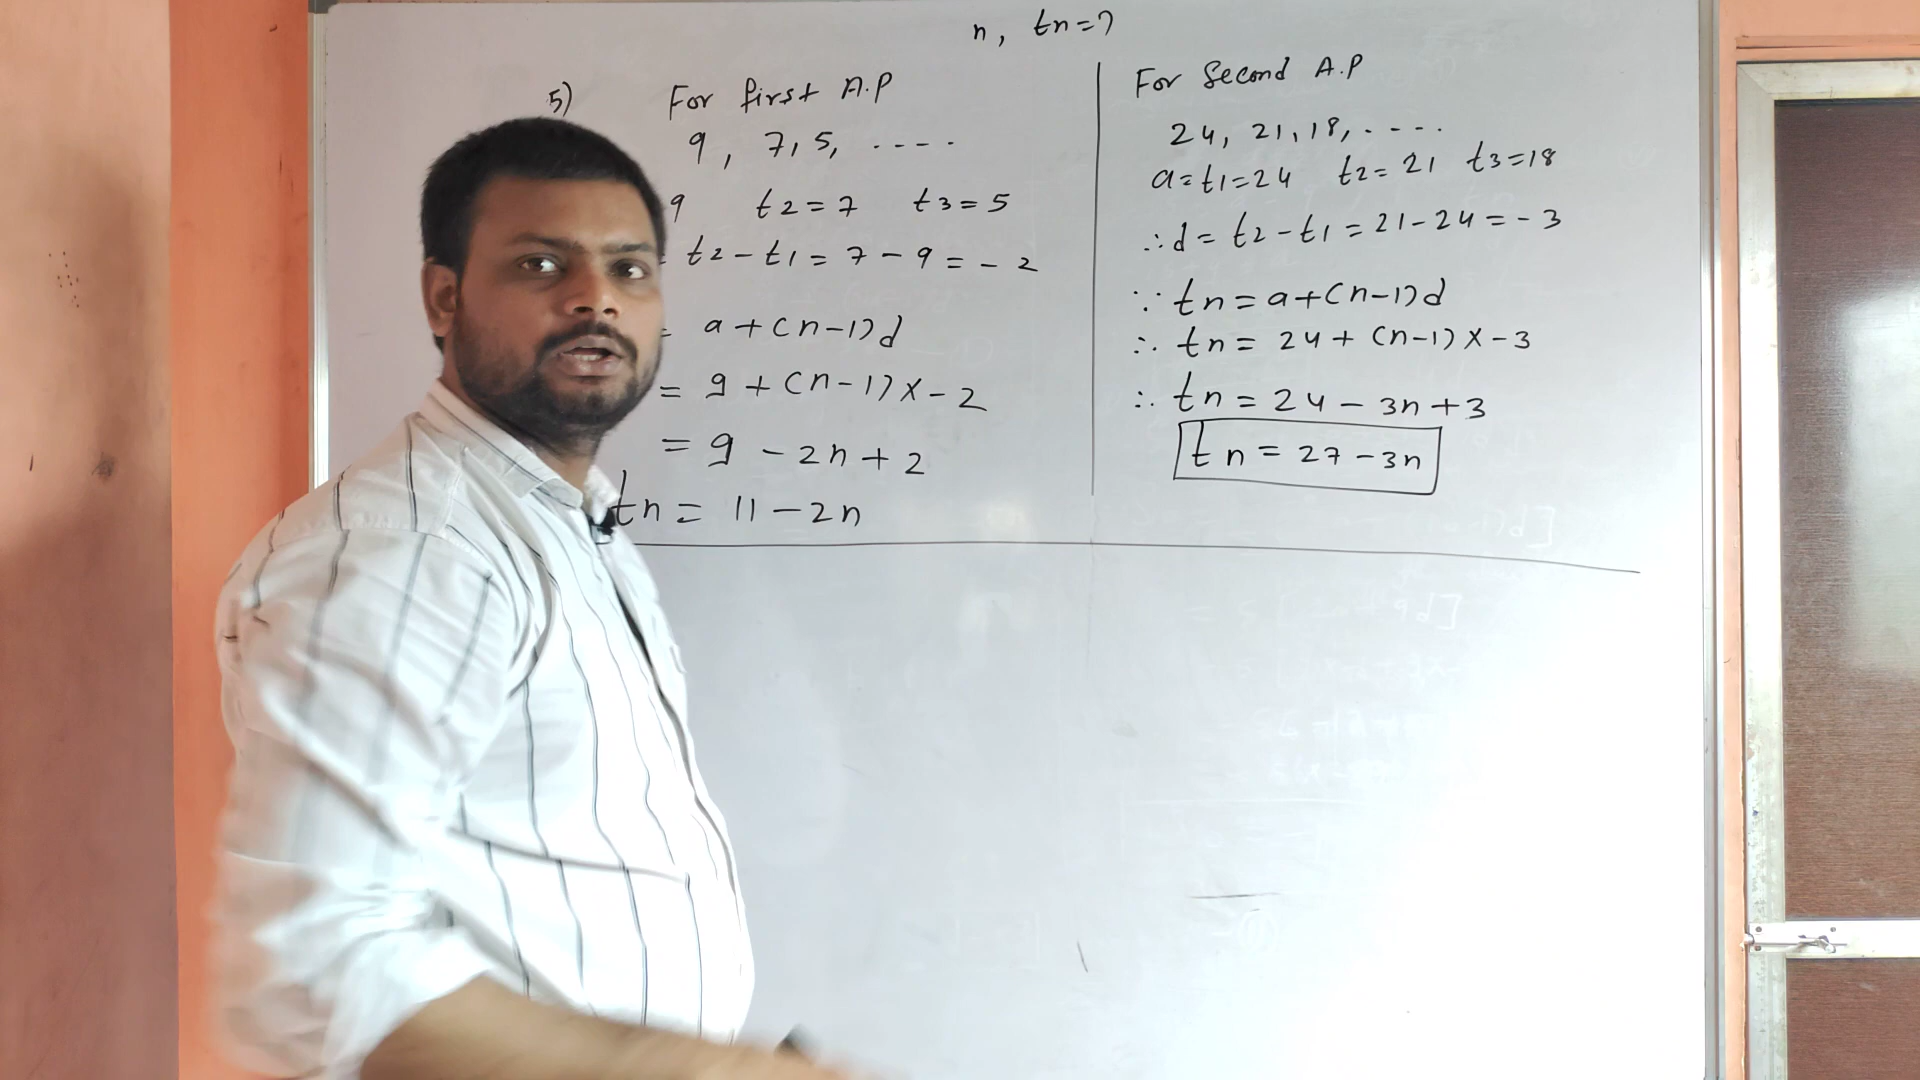 n, tn=?
5) For first A.P
9, 7, 5, ----
9 t2=7 t3=5
t2-t1=7-9=-2
= a+(n-1)d
= 9+(n-1)x-2
= 9-2n+2
tn= 11-2n
For Second A.P
24, 21, 18, ----
a=t1=24 t2=21 t3=18
∴d=t2-t1=21-24=-3
∵ tn=a+(n-1)d
∴ tn= 24+(n-1)x-3
∴ tn=24-3n+3
tn=27-3n